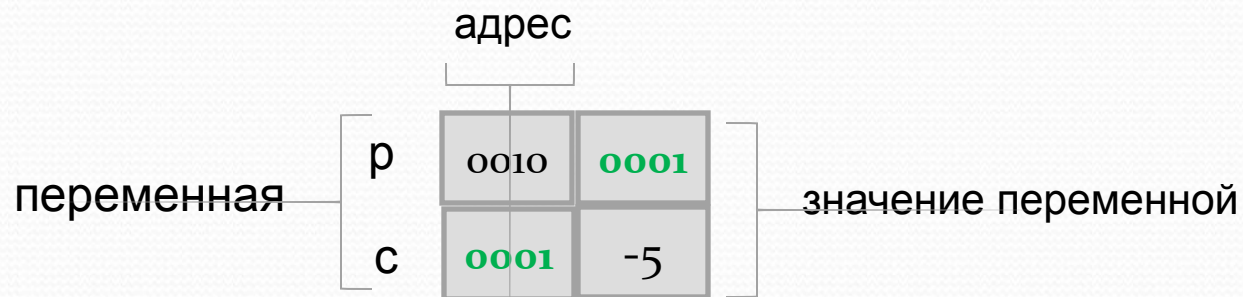 адрес
p 0010 0001
переменная значение переменной
c 0001 -5